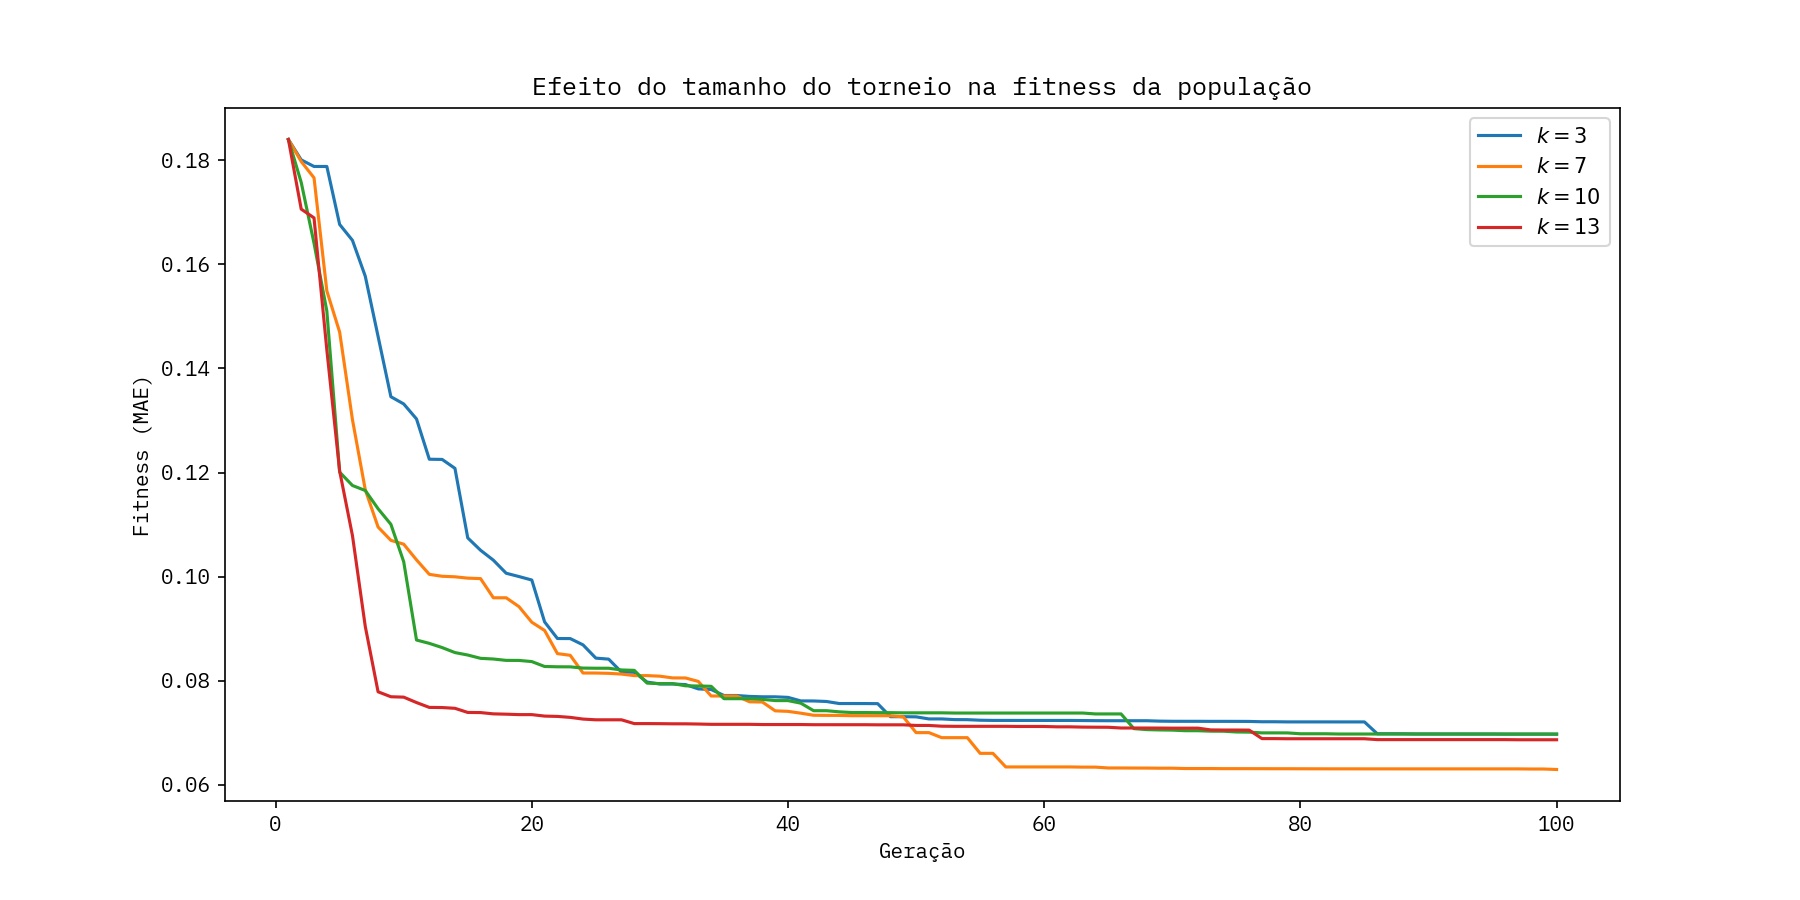 Efeito do tamanho do torneio na fitness da população
k = 3
k = 7
k = 10
k = 13
Fitness (MAE)
0.18
0.16
0.14
0.12
0.10
0.08
0.06
0 20 40 60 80 100
Geração